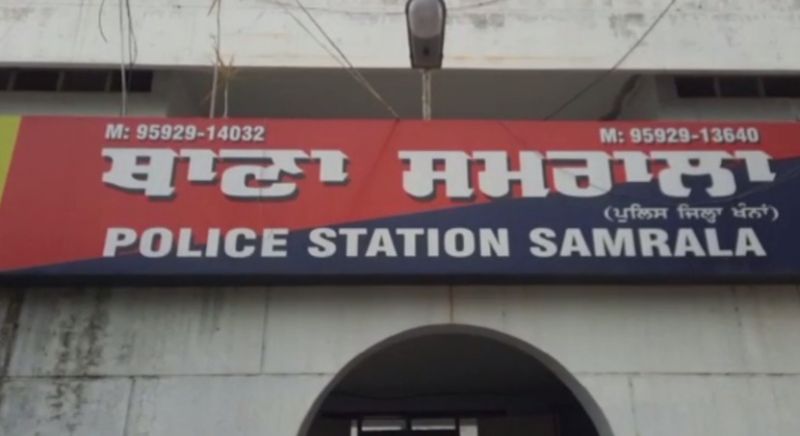 M: 95929-14032 M: 95929-13640
ਥਾਣਾ ਸਮਰਾਲਾ
(ਪੁਲਿਸ ਜਿਲ੍ਹਾ ਖੰਨਾਂ)
POLICE STATION SAMRALA